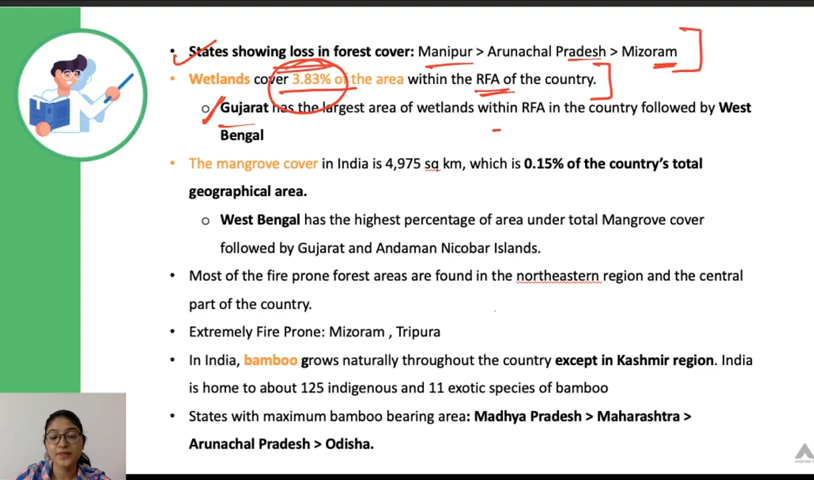 States showing loss in forest cover: Manipur > Arunachal Pradesh > Mizoram
Wetlands cover 3.83% of the area within the RFA of the country.
Gujarat has the largest area of wetlands within RFA in the country followed by West
Bengal
The mangrove cover in India is 4,975 sq km, which is 0.15% of the country's total
geographical area.
West Bengal has the highest percentage of area under total Mangrove cover
followed by Gujarat and Andaman Nicobar Islands.
Most of the fire prone forest areas are found in the northeastern region and the central
part of the country.
Extremely Fire Prone: Mizoram , Tripura
In India, bamboo grows naturally throughout the country except in Kashmir region. India
is home to about 125 indigenous and 11 exotic species of bamboo
States with maximum bamboo bearing area: Madhya Pradesh > Maharashtra >
Arunachal Pradesh > Odisha.